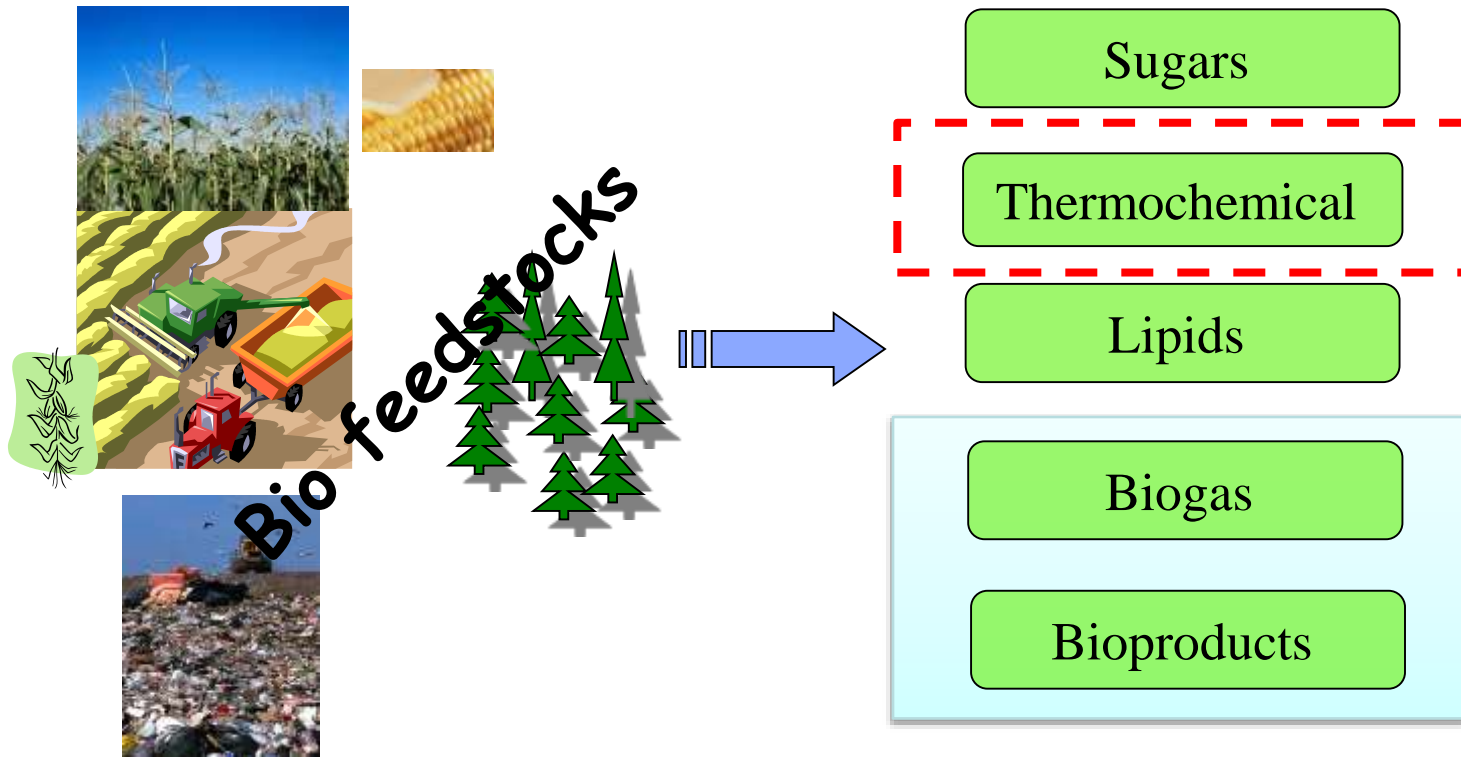 Bio feedstocks
Sugars
Thermochemical
Lipids
Biogas
Bioproducts